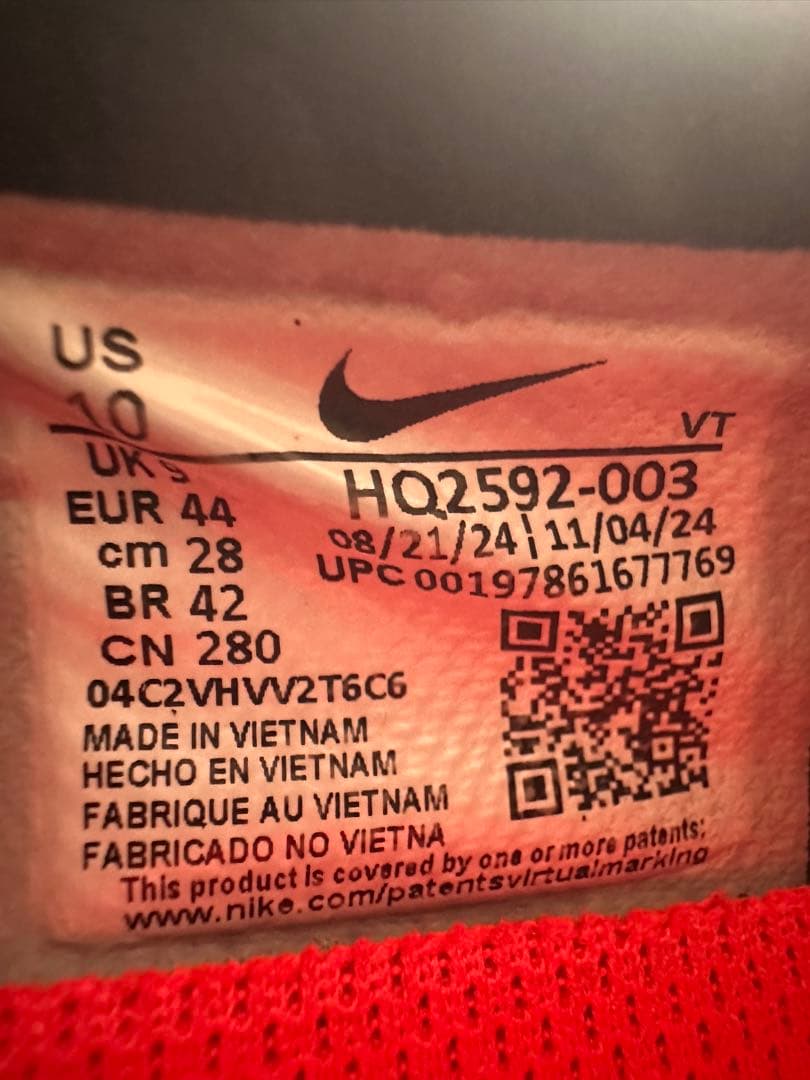 US
10
VT
UK 9
HQ2592-003
EUR 44
08/21/24 11/04/24
cm 28
UPC 00197861677769
BR 42
CN 280
04C2VHVV2T6C6
MADE IN VIETNAM
HECHO EN VIETNAM
FABRIQUE AU VIETNAM
FABRICADO NO VIETNA
This product is covered by one or more patents:
www.nike.com/patentsvirtualmarking